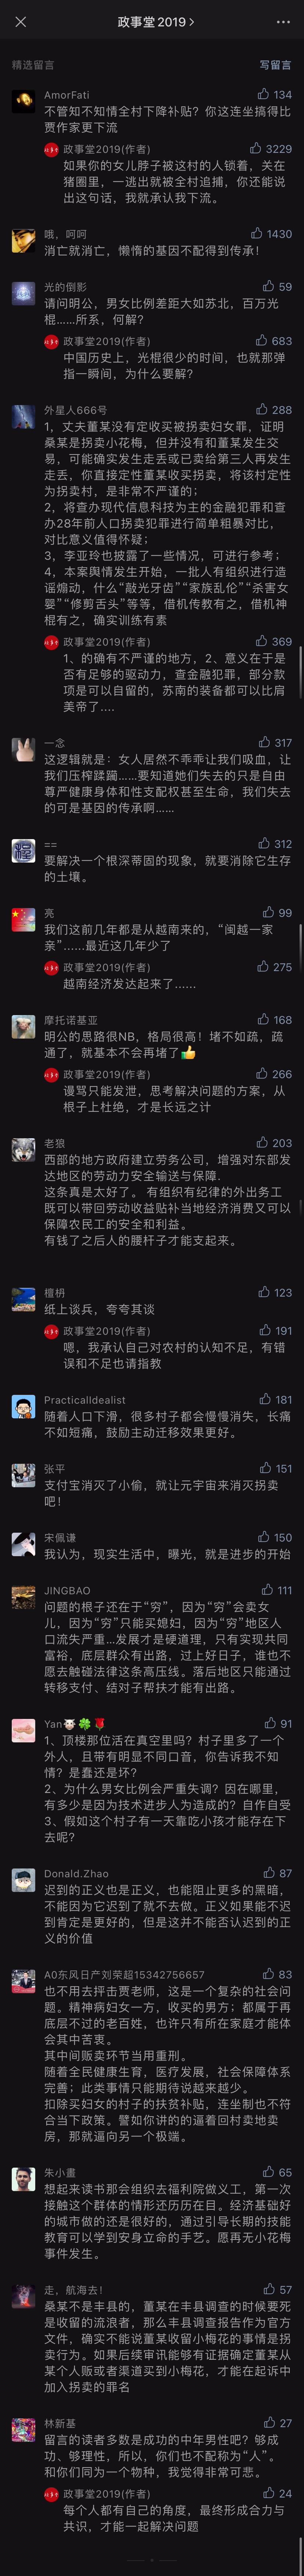 政事堂2019
精选留言
写留言
AmorFati
134
不管知不知情全村下降补贴？你这连坐搞得比
贾作家更下流
政事堂2019(作者)
3229
如果你的女儿脖子被这村的人锁着，关在
猪圈里，一逃出就被全村追捕，你还能说
出这句话，我就承认我下流。
哦，呵呵
1430
消亡就消亡，懒惰的基因不配得到传承！
光的倒影
59
请问明公，男女比例差距大如苏北，百万光
棍……所系，何解？
政事堂2019(作者)
683
中国历史上，光棍很少的时间，也就那弹
指一瞬间，为什么要解？
外星人666号
288
1，丈夫董某没有定收买被拐卖妇女罪，证明
桑某是拐卖小花梅，但并没有和董某发生交
易，可能确实发生走丢或已卖给第三人再发生
走丢，你直接定性董某收买拐卖，将该村定性
为拐卖村，是非常不严谨的；
2，将查办现代信息科技为主的金融犯罪和查
办28年前人口拐卖犯罪进行简单粗暴对比，
对比意义值得怀疑；
3，李亚玲也披露了一些情况，可进行参考；
4，本案舆情发生开始，一批人有组织进行造
谣煽动，什么“敲光牙齿”“家族乱伦”“杀害女
婴”“修剪舌头”等等，借机传教有之，借机神
棍有之，确实训练有素
政事堂2019(作者)
369
1、的确有不严谨的地方，2、意义在于是
否有足够的驱动力，查金融犯罪，部分款
项是可以自留的，苏南的装备都可以比肩
美帝了....
一念
317
这逻辑就是：女人居然不乖乖让我们吸血，让
我们压榨蹂躏……要知道她们失去的只是自由
尊严健康身体和性支配权甚至生命，我们失去
的可是基因的传承啊……
==
312
要解决一个根深蒂固的现象，就要消除它生存
的土壤。
亮
99
我们这前几年都是从越南来的，“闽越一家
亲”……最近这几年少了
政事堂2019(作者)
275
越南经济发达起来了……
摩托诺基亚
168
明公的思路很NB，格局很高！堵不如疏，疏
通了，就基本不会再堵了👍
政事堂2019(作者)
266
谩骂只能发泄，思考解决问题的方案，从
根子上杜绝，才是长远之计
老狼
203
西部的地方政府建立劳务公司，增强对东部发
达地区的劳动力安全输送与保障.
这条真是太好了。 有组织有纪律的外出务工
既可以带回劳动收益贴补当地经济消费又可以
保障农民工的安全和利益。
有钱了之后人的腰杆子才能支起来。
檀枬
123
纸上谈兵，夸夸其谈
政事堂2019(作者)
191
嗯，我承认自己对农村的认知不足，有错
误和不足也请指教
PracticalIdealist
181
随着人口下滑，很多村子都会慢慢消失，长痛
不如短痛，鼓励主动迁移效果更好。
张平
151
支付宝消灭了小偷，就让元宇宙来消灭拐卖
吧！
宋佩谦
150
我认为，现实生活中，曝光，就是进步的开始
JINGBAO
111
问题的根子还在于“穷”，因为“穷”会卖女
儿，因为“穷”只能买媳妇，因为“穷”地区人
口流失严重…发展才是硬道理，只有实现共同
富裕，底层群众有出路，过上好日子，谁也不
愿去触碰法律这条高压线。落后地区只能通过
转移支付、结对子帮扶才能有出路。
Yan🐮🍀🌹
91
1、顶楼那位活在真空里吗？村子里多了一个
外人，且带有明显不同口音，你告诉我不知
情？是蠢还是坏？
2、为什么男女比例会严重失调？因在哪里，
有多少是因为技术进步人为造成的？自作自受
3、假如这个村子有一天靠吃小孩才能存在下
去呢？
Donald.Zhao
87
迟到的正义也是正义，也能阻止更多的黑暗，
不能因为它迟到了就不去做。正义如果能不迟
到肯定是更好的，但是这并不能否认迟到的正
义的价值
A0东风日产刘荣超15342756657
83
也不用去抨击贾老师，这是一个复杂的社会问
题。精神病妇女一方，收买的男方；都属于再
底层不过的老百姓，也许只有所在家庭才能体
会其中苦衷。
其中间贩卖环节当用重刑。
随着全民健康生育，医疗发展，社会保障体系
完善；此类事情只能期待说越来越少。
扣除买妇女的村子的扶贫补贴，连坐制也不符
合当下政策。譬如你讲的的逼着回村卖地卖
房，那就逼向另一个极端。
朱小畫
65
想起来读书那会组织去福利院做义工，第一次
接触这个群体的情形还历历在目。经济基础好
的城市做的还是很好的，通过引导长期的技能
教育可以学到安身立命的手艺。愿再无小花梅
事件发生。
走，航海去！
57
桑某不是丰县的，董某在丰县调查的时候要死
是收留的流浪者，那么丰县调查报告作为官方
文件，确实不能说董某收留小梅花的事情是拐
卖行为。如果后续审讯能够有证据确定董某从
某个人贩或者渠道买到小梅花，才能在起诉中
加入拐卖的罪名
林新基
27
留言的读者多数是成功的中年男性吧？够成
功、够理性，所以，你们也不配称为“人”。
和你们同为一个物种，我觉得非常可悲。
政事堂2019(作者)
24
每个人都有自己的角度，最终形成合力与
共识，才能一起解决问题